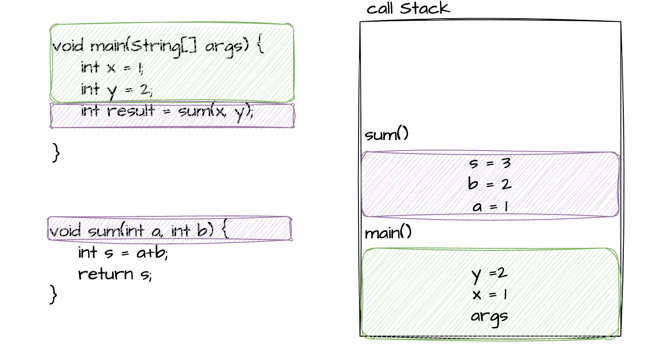 void main(String[] args) {
int x = 1;
int y = 2;
int result = sum(x, y);
}
void sum(int a, int b) {
int s = a+b;
return s;
}
call Stack
sum()
s = 3
b = 2
a = 1
main()
y =2
x = 1
args